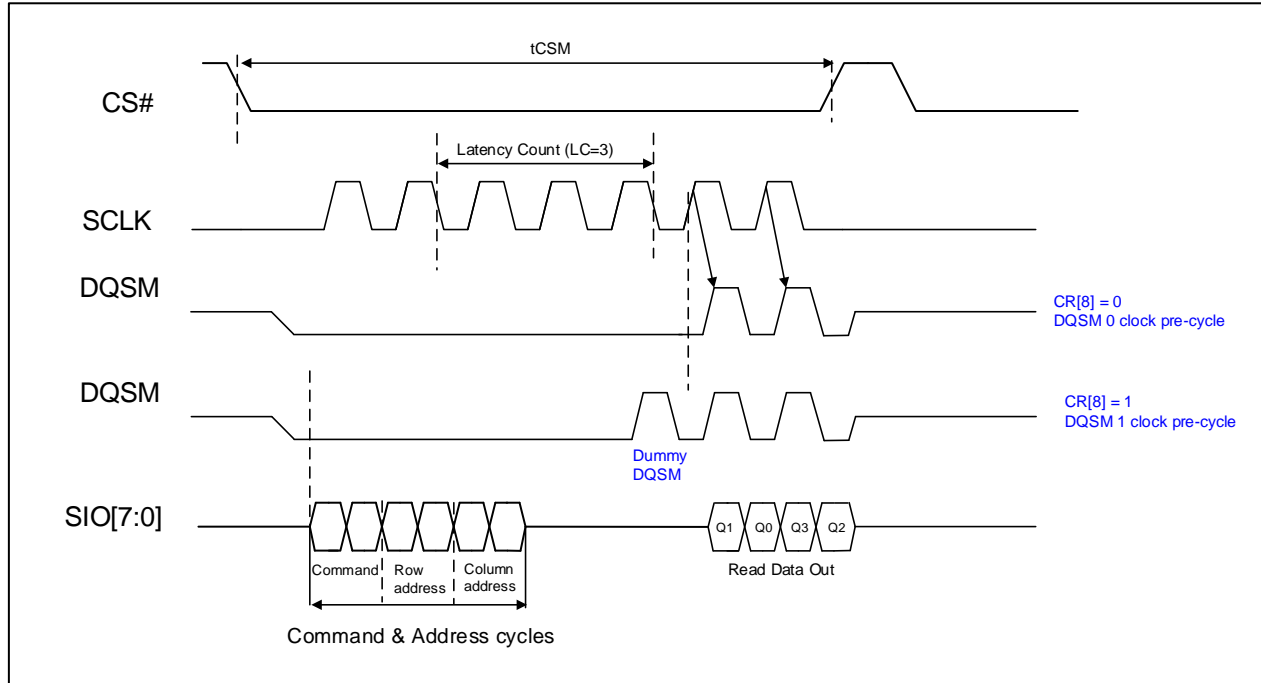 tCSM
CS#
Latency Count (LC=3)
SCLK
DQSM
CR[8] = 0
DQSM 0 clock pre-cycle
DQSM
CR[8] = 1
DQSM 1 clock pre-cycle
Dummy
DQSM
SIO[7:0]
Q1 Q0 Q3 Q2
Command
Row
address
Column
address
Read Data Out
Command & Address cycles